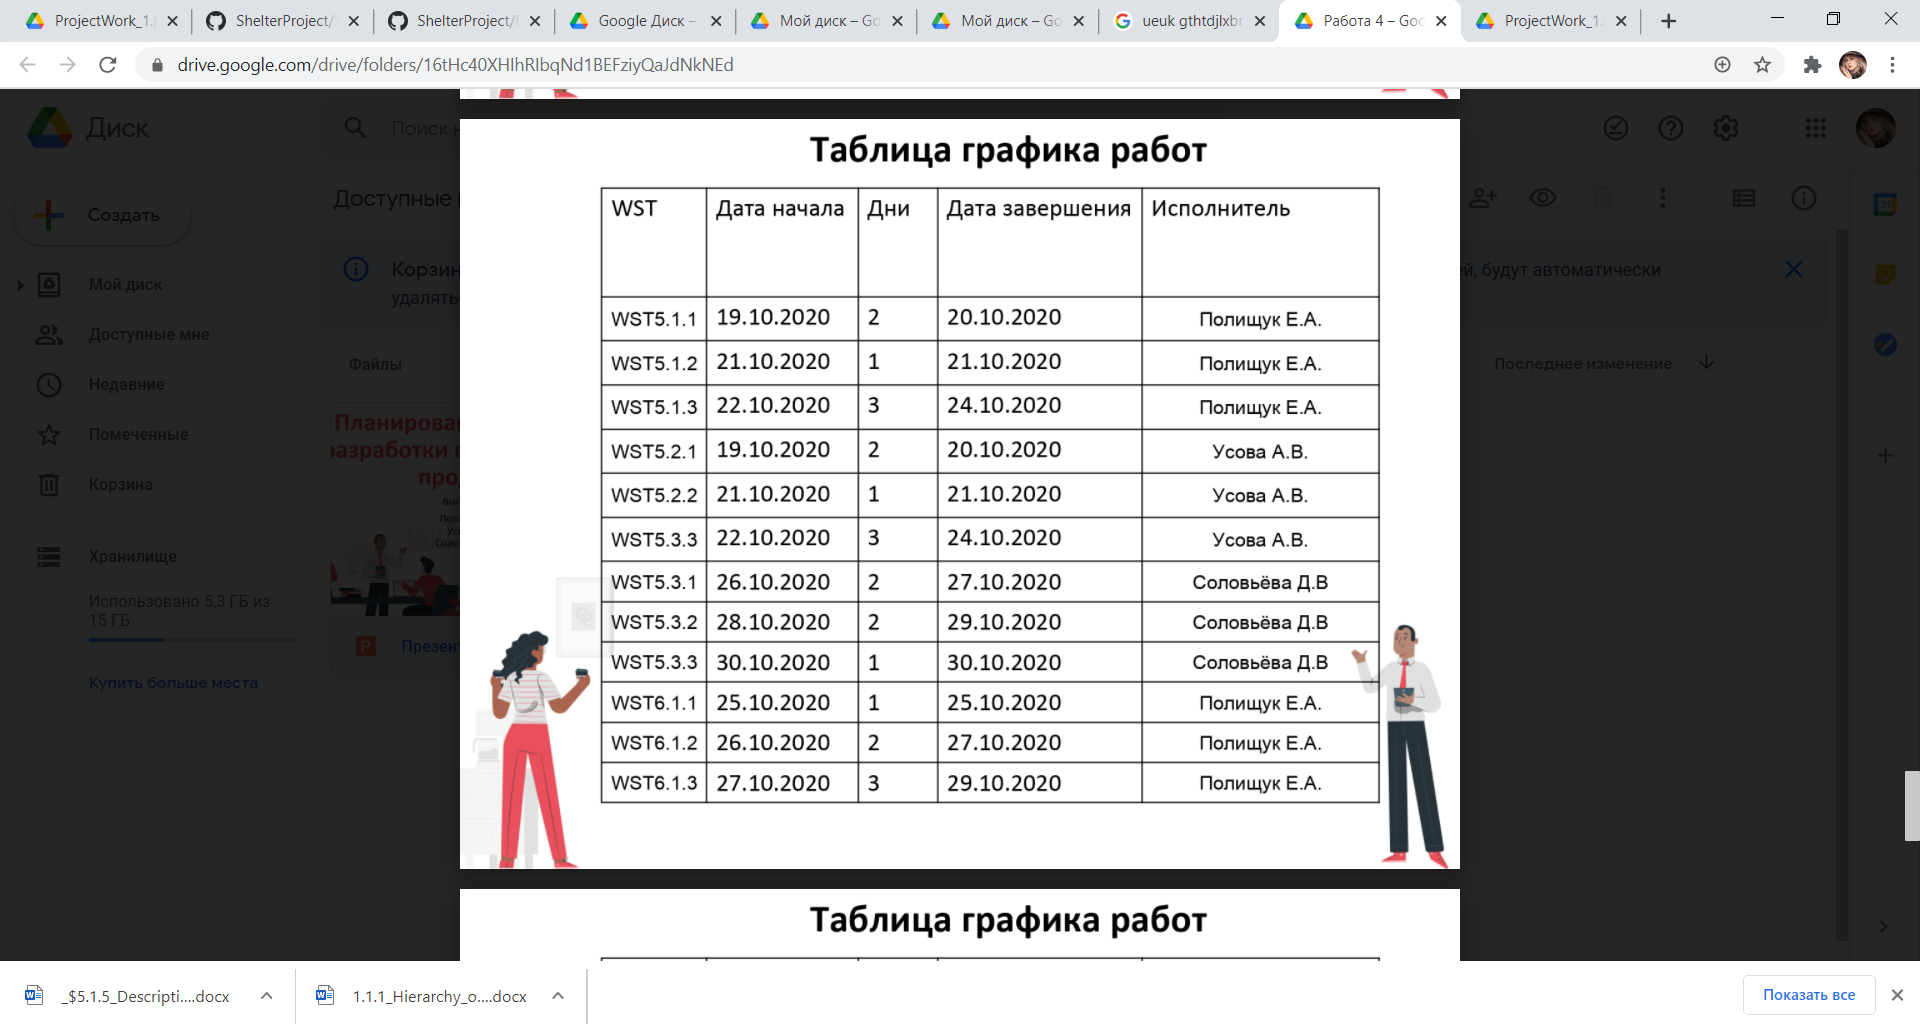 ProjectWork_1.
ShelterProject/
ShelterProject/
Google Диск –
Мой диск – Go
Мой диск – Go
ueuk gthtdjlxb
Работа 4 – Goo
ProjectWork_1.
drive.google.com/drive/folders/16tHc40XHIhRIbqNd1BEFziyQaJdNkNEd
Диск
Поиск
Создать
Мой диск
Доступные мне
Недавние
Помеченные
Корзина
Хранилище
Использовано 5,3 ГБ из
15 ГБ
Купить больше места
Доступные
Корзин
удалять
й, будут автоматически
Файлы
Последнее изменение
Планирова
разработки
про
Презен
Таблица графика работ
WST Дата начала Дни Дата завершения Исполнитель
WST5.1.1 19.10.2020 2 20.10.2020 Полищук Е.А.
WST5.1.2 21.10.2020 1 21.10.2020 Полищук Е.А.
WST5.1.3 22.10.2020 3 24.10.2020 Полищук Е.А.
WST5.2.1 19.10.2020 2 20.10.2020 Усова А.В.
WST5.2.2 21.10.2020 1 21.10.2020 Усова А.В.
WST5.3.3 22.10.2020 3 24.10.2020 Усова А.В.
WST5.3.1 26.10.2020 2 27.10.2020 Соловьёва Д.В
WST5.3.2 28.10.2020 2 29.10.2020 Соловьёва Д.В
WST5.3.3 30.10.2020 1 30.10.2020 Соловьёва Д.В
WST6.1.1 25.10.2020 1 25.10.2020 Полищук Е.А.
WST6.1.2 26.10.2020 2 27.10.2020 Полищук Е.А.
WST6.1.3 27.10.2020 3 29.10.2020 Полищук Е.А.
Таблица графика работ
_$5.1.5_Descripti....docx
1.1.1_Hierarchy_o....docx
Показать все